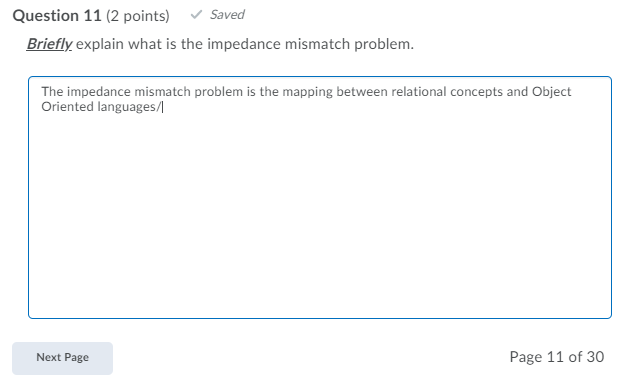 Question 11 (2 points) ✓ Saved
Briefly explain what is the impedance mismatch problem.
The impedance mismatch problem is the mapping between relational concepts and Object
Oriented languages/
Next Page
Page 11 of 30